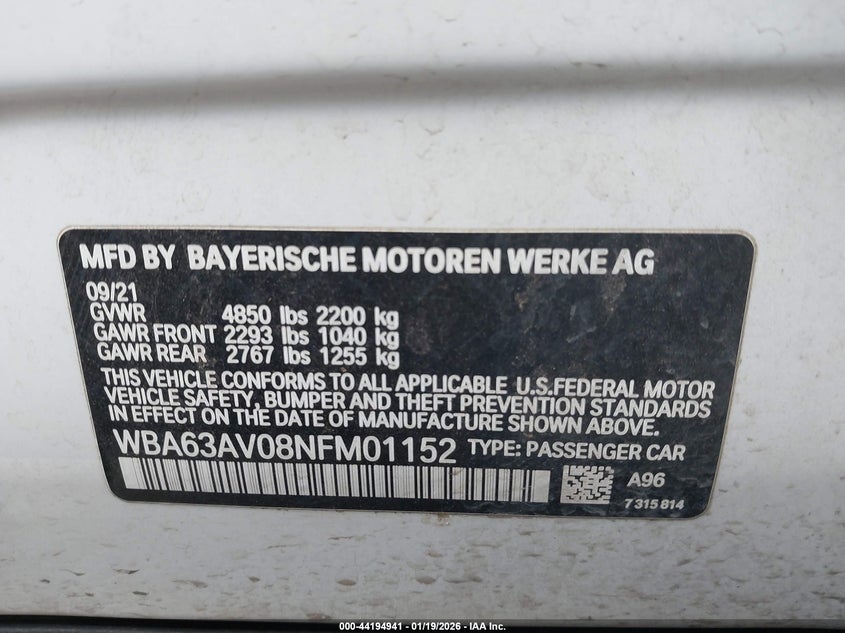 MFD BY BAYERISCHE MOTOREN WERKE AG
09/21
GVWR 4850 lbs 2200 kg
GAWR FRONT 2293 lbs 1040 kg
GAWR REAR 2767 lbs 1255 kg
THIS VEHICLE CONFORMS TO ALL APPLICABLE U.S.FEDERAL MOTOR
VEHICLE SAFETY, BUMPER AND THEFT PREVENTION STANDARDS
IN EFFECT ON THE DATE OF MANUFACTURE SHOWN ABOVE.
WBA63AV08NFM01152 TYPE: PASSENGER CAR
A96
7315814
000-44194941 - 01/19/2026 - IAA Inc.